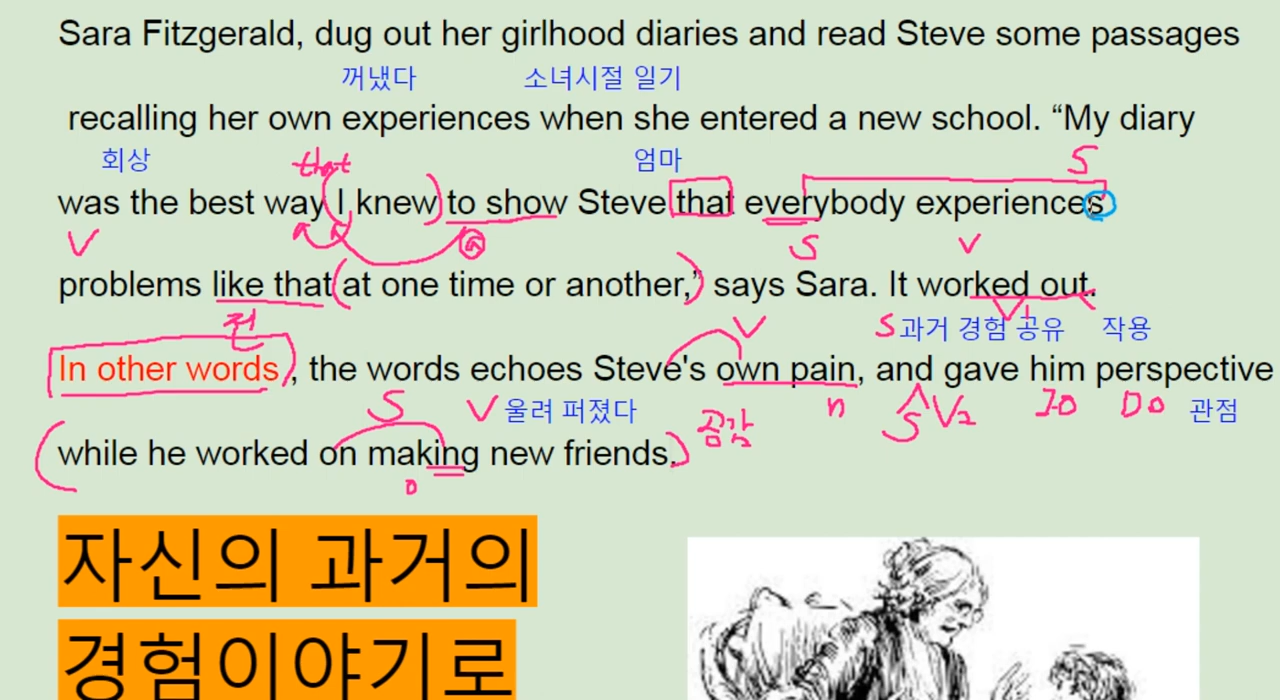 Sara Fitzgerald, dug out her girlhood diaries and read Steve some passages
꺼냈다 소녀시절 일기
recalling her own experiences when she entered a new school. “My diary
회상 엄마
that S
was the best way I knew to show Steve that everybody experiences
V ⓐ S V
problems like that (at one time or another,” says Sara. It worked out.
전 V S 과거 경험 공유 V 작용
In other words, the words echoes Steve's own pain, and gave him perspective
S V 울려 퍼졌다 공감 n S V2 IO DO 관점
(while he worked on making new friends.)
o
자신의 과거의
경험이야기로